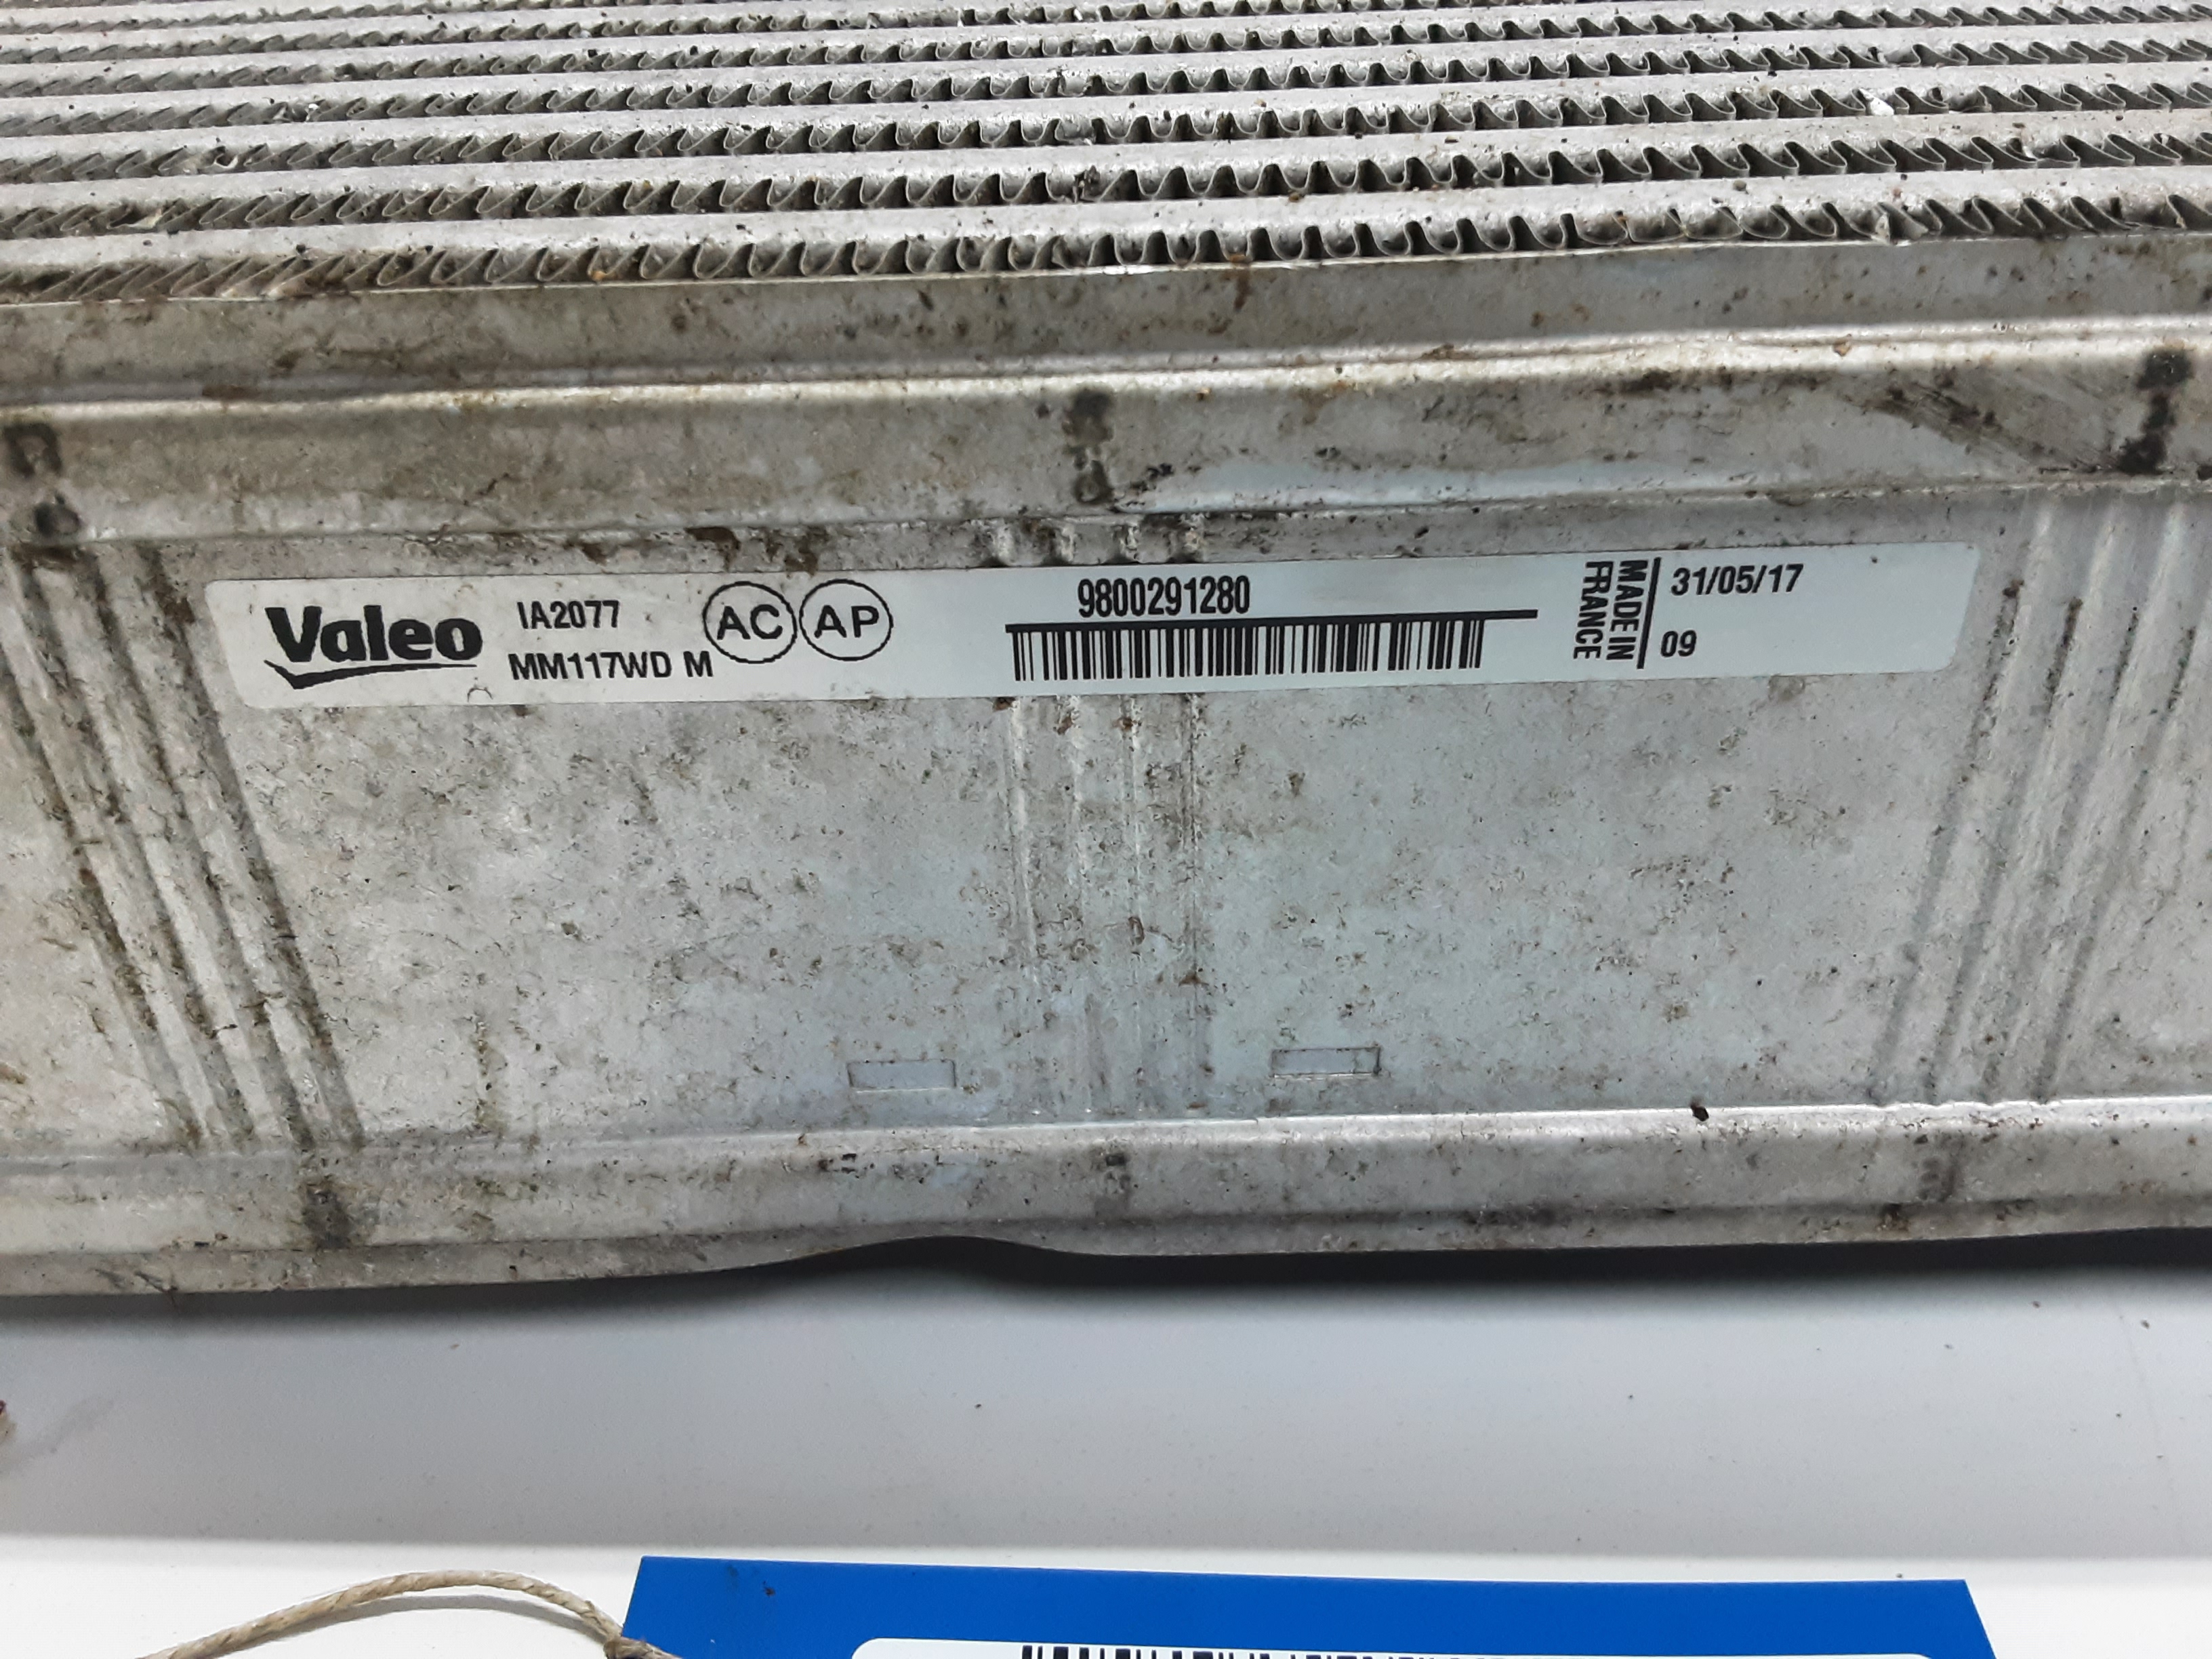 Valeo
IA2077
MM117WD M
AC AP
9800291280
MADE IN
FRANCE
31/05/17
09